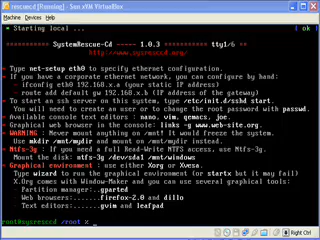 rescuecd [Running] - Sun xVM VirtualBox
Machine Devices Help
* Starting local ... [ ok ]
=========== SystemRescue-Cd ----- 1.0.3 =========== tty1/6 ==
http://www.sysresccd.org/
* Type net-setup eth0 to specify ethernet configuration.
* If you have a corporate ethernet network, you can configure by hand:
- ifconfig eth0 192.168.x.a (your static IP address)
- route add default gw 192.168.x.b (IP address of the gateway)
* To start an ssh server on this system, type /etc/init.d/sshd start.
You will need to create an user or to change the root password with passwd.
* Available console text editors : nano, vim, qemacs, joe.
* Graphical web browser in the console: links -g www.web-site.org.
* WARNING : Never mount anything on /mnt! It would freeze the system.
Use mkdir /mnt/mydir and mount on /mnt/mydir instead.
* Ntfs-3g : If you need a full Read-Write NTFS access, use Ntfs-3g.
Mount the disk: ntfs-3g /dev/sda1 /mnt/windows
* Graphical environment : use either Xorg or Xvesa.
Type wizard to run the graphical environment (or startx but it may fail)
X.Org comes with Window-Maker and you can use several graphical tools:
- Partition manager:..gparted
- Web browsers:.......firefox-2.0 and dillo
- Text editors:.......gvim and leafpad
root@sysresccd /root % _
Right Ctrl